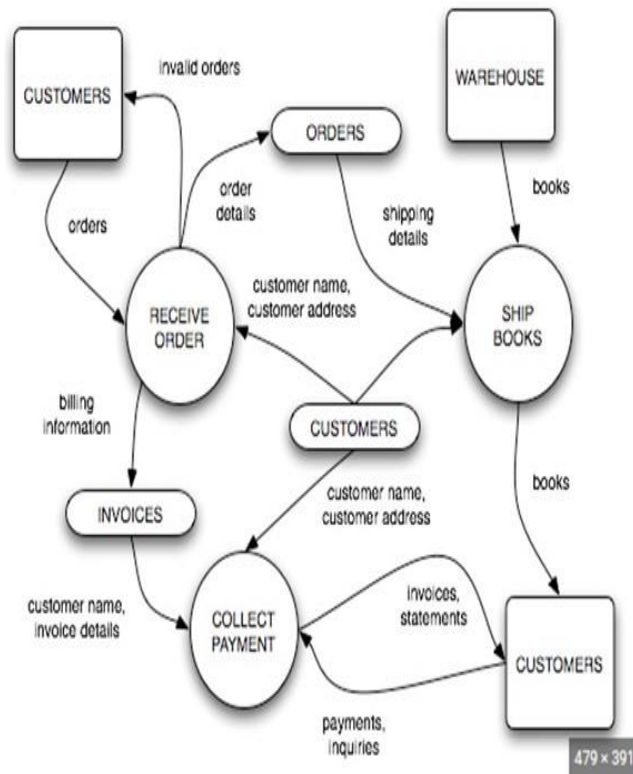 CUSTOMERS
invalid orders
WAREHOUSE
ORDERS
order
details
orders
shipping
details
books
RECEIVE
ORDER
customer name,
customer address
SHIP
BOOKS
billing
information
CUSTOMERS
INVOICES
customer name,
customer address
books
customer name,
invoice details
COLLECT
PAYMENT
invoices,
statements
CUSTOMERS
payments,
inquiries
479 × 391